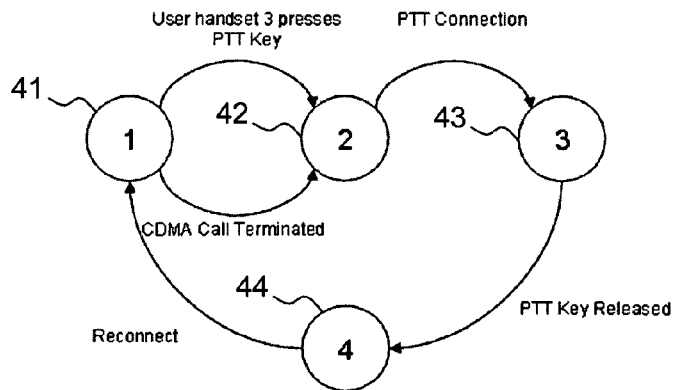 User handset 3 presses
PTT Key
PTT Connection
41
42
43
1
2
3
CDMA Call Terminated
44
PTT Key Released
Reconnect
4